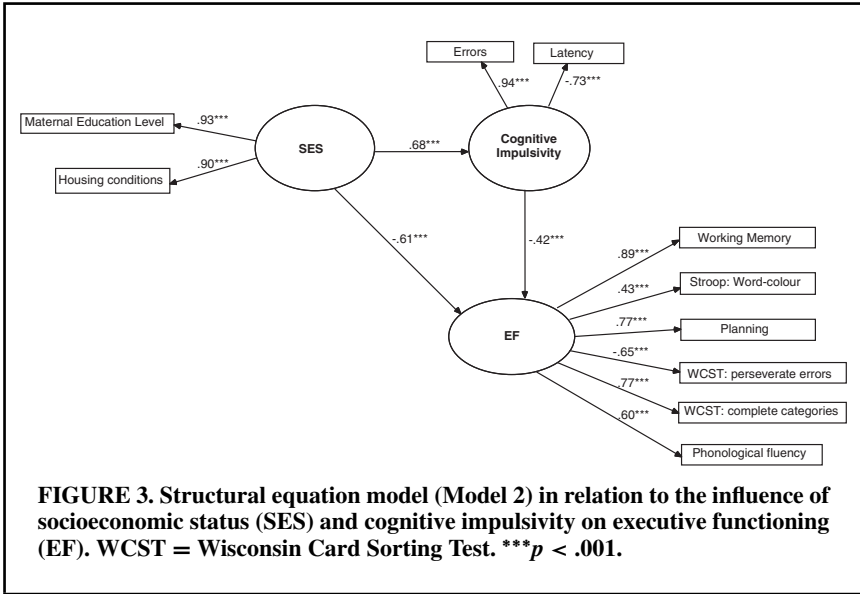 Errors
Latency
.94***
-.73***
Maternal Education Level
.93***
SES
.68***
Cognitive
Impulsivity
Housing conditions
.90***
-.61***
-.42***
Working Memory
.89***
Stroop: Word-colour
.43***
EF
.77***
Planning
-.65***
WCST: perseverate errors
.77***
WCST: complete categories
.60***
Phonological fluency
FIGURE 3. Structural equation model (Model 2) in relation to the influence of
socioeconomic status (SES) and cognitive impulsivity on executive functioning
(EF). WCST = Wisconsin Card Sorting Test. ***p < .001.